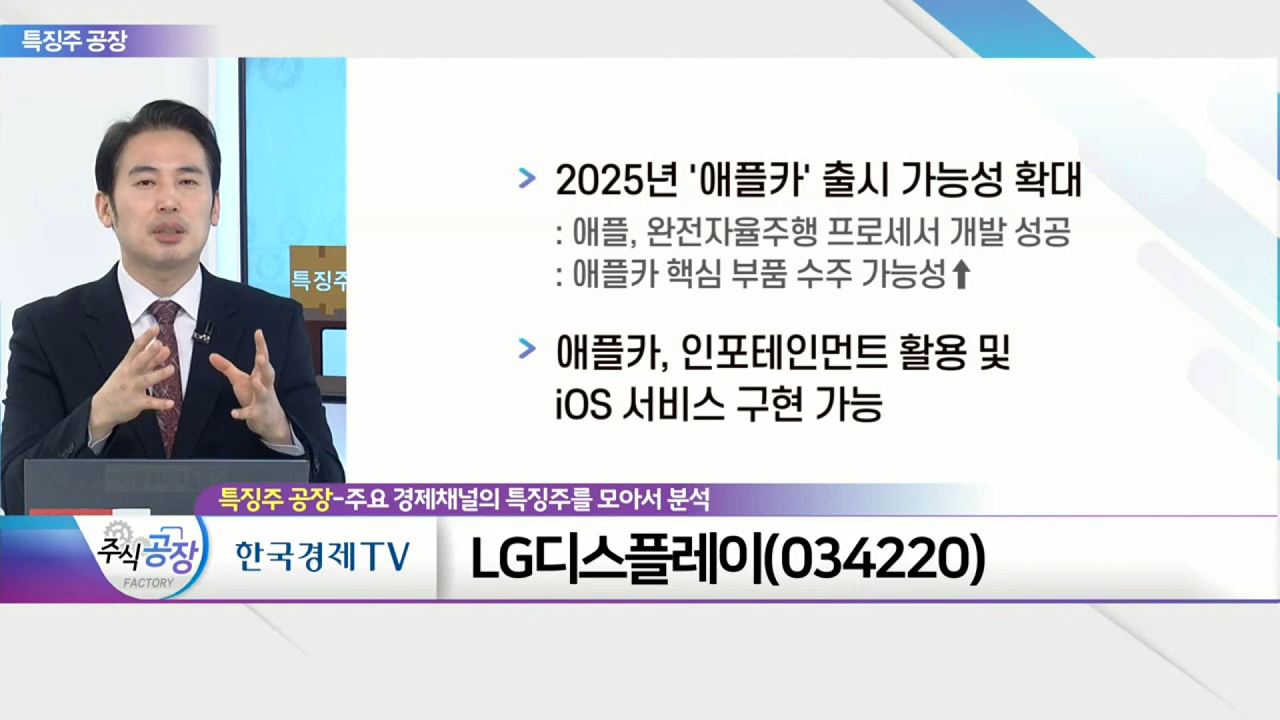 특징주 공장
> 2025년 '애플카' 출시 가능성 확대
: 애플, 완전자율주행 프로세서 개발 성공
: 애플카 핵심 부품 수주 가능성⬆
> 애플카, 인포테인먼트 활용 및
iOS 서비스 구현 가능
특징주
특징주 공장-주요 경제채널의 특징주를 모아서 분석
주식공장
FACTORY
한국경제TV
LG디스플레이(034220)